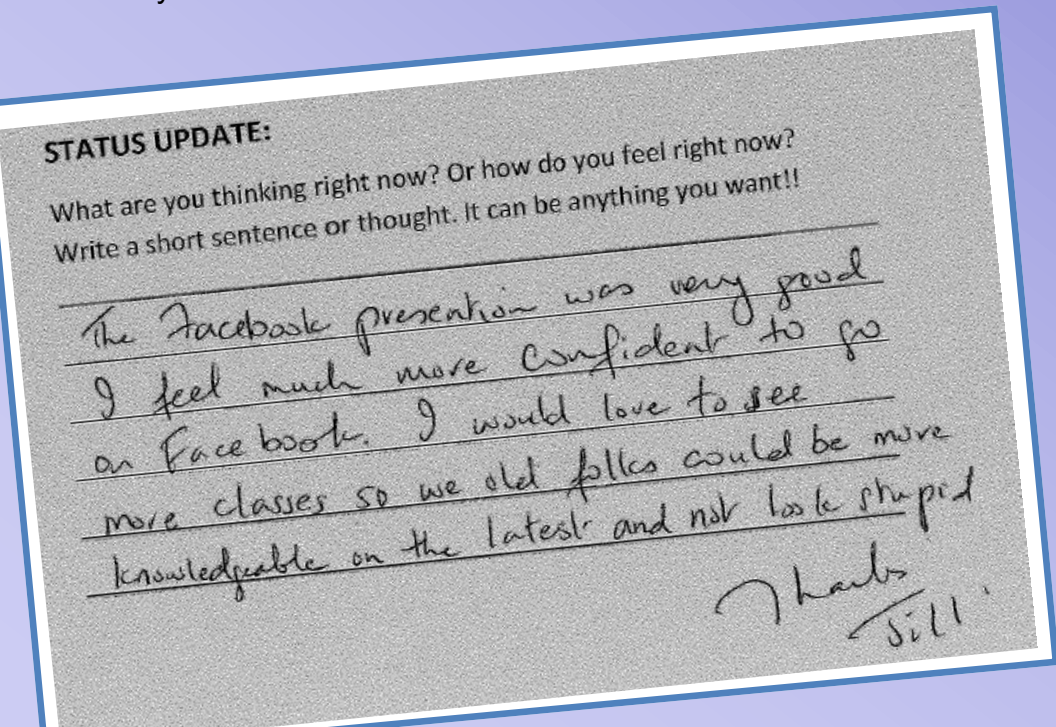 STATUS UPDATE:
What are you thinking right now? Or how do you feel right now?
Write a short sentence or thought. It can be anything you want!!
The Facebook presention was very good
I feel much more confident to go
on Facebook. I would love to see
more classes so we old folks could be more
knowledgeable on the latest and not look stupid
Thanks
Jill